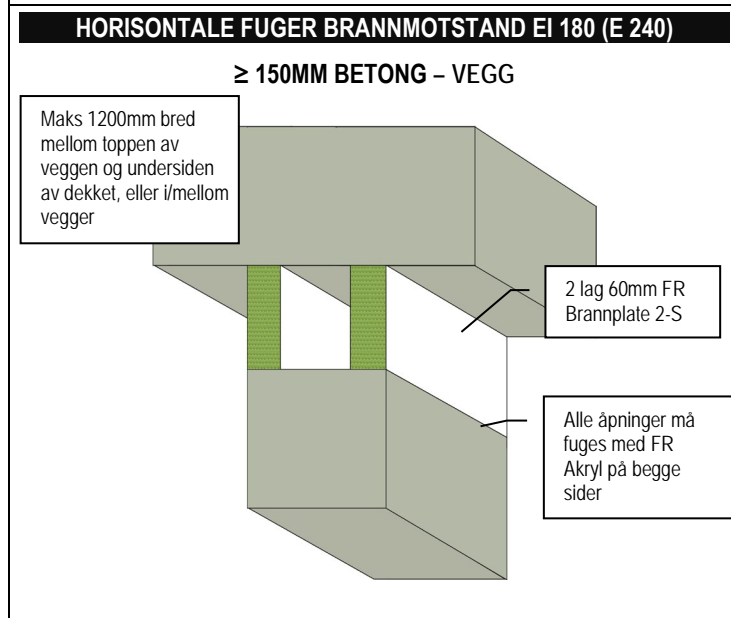 HORISONTALE FUGER BRANNMOTSTAND EI 180 (E 240)
≥ 150MM BETONG – VEGG
Maks 1200mm bred
mellom toppen av
veggen og undersiden
av dekket, eller i/mellom
vegger
2 lag 60mm FR
Brannplate 2-S
Alle åpninger må
fuges med FR
Akryl på begge
sider